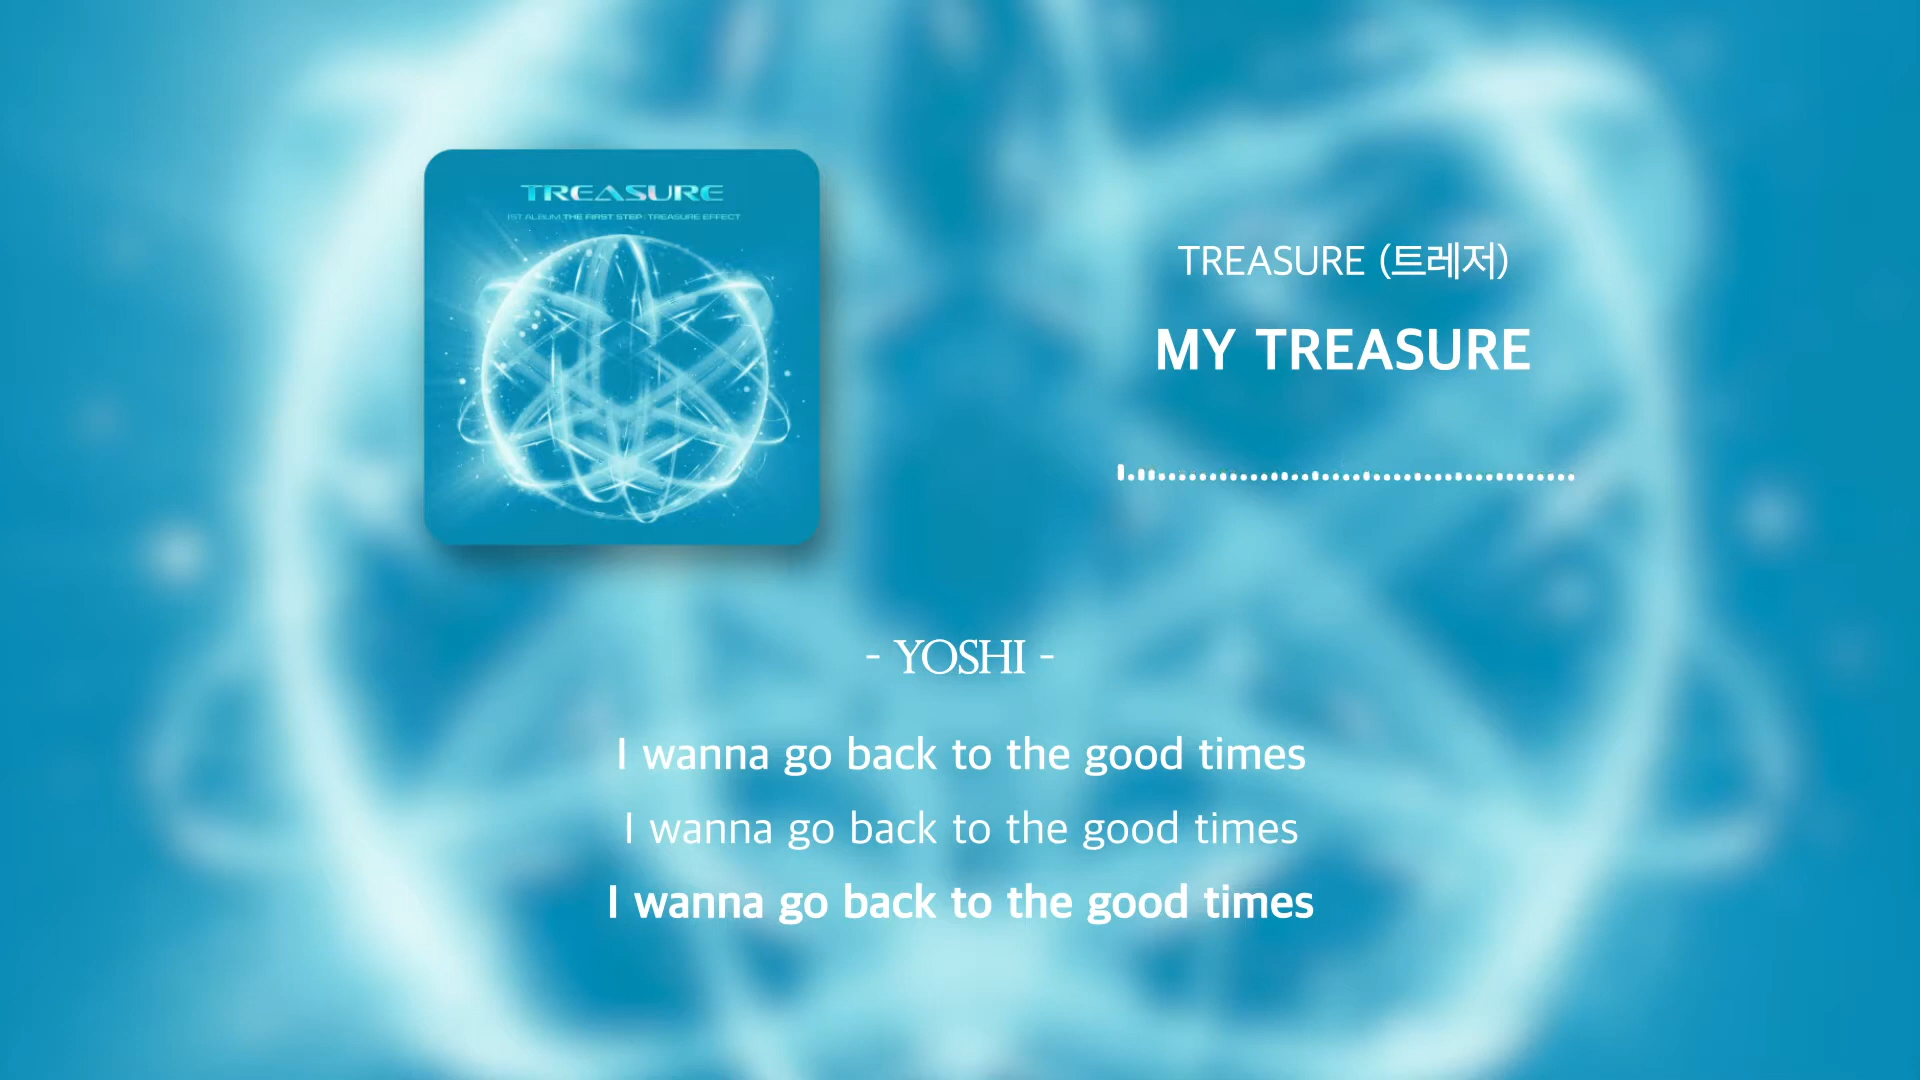 TREASURE
1ST ALBUM THE FIRST STEP : TREASURE EFFECT
TREASURE (트레저)
MY TREASURE
- YOSHI -
I wanna go back to the good times
I wanna go back to the good times
I wanna go back to the good times